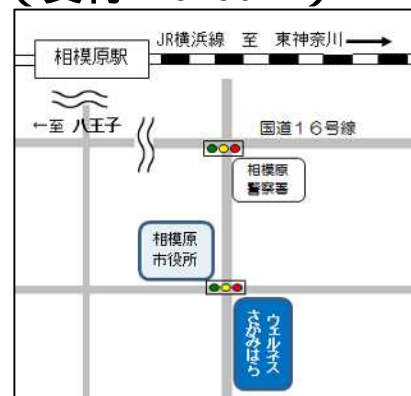 相模原駅
JR横浜線 至 東神奈川
←至 八王子
国道16号線
相模原
警察署
相模原
市役所
ウェルネス
さがみはら